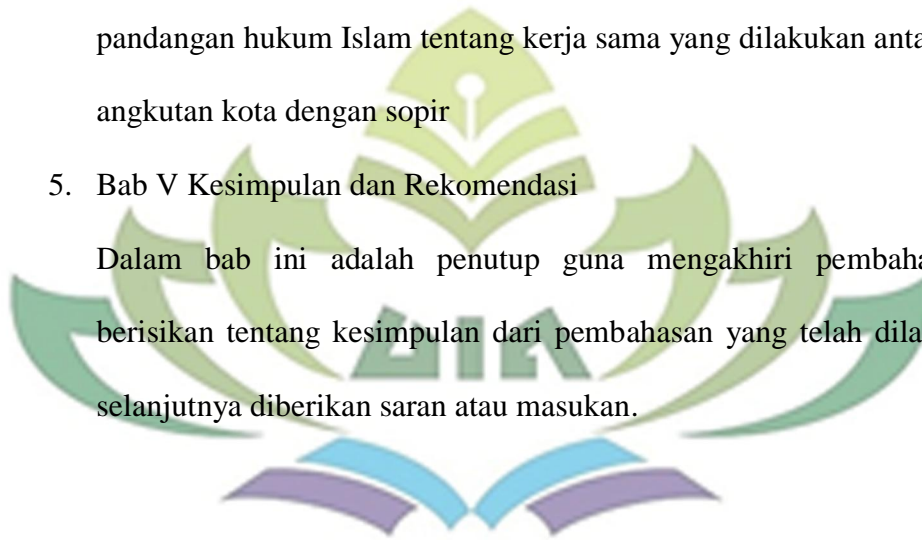 pandangan hukum Islam tentang kerja sama yang dilakukan anta
angkutan kota dengan sopir
5. Bab V Kesimpulan dan Rekomendasi
Dalam bab ini adalah penutup guna mengakhiri pembaha
berisikan tentang kesimpulan dari pembahasan yang telah dila
selanjutnya diberikan saran atau masukan.